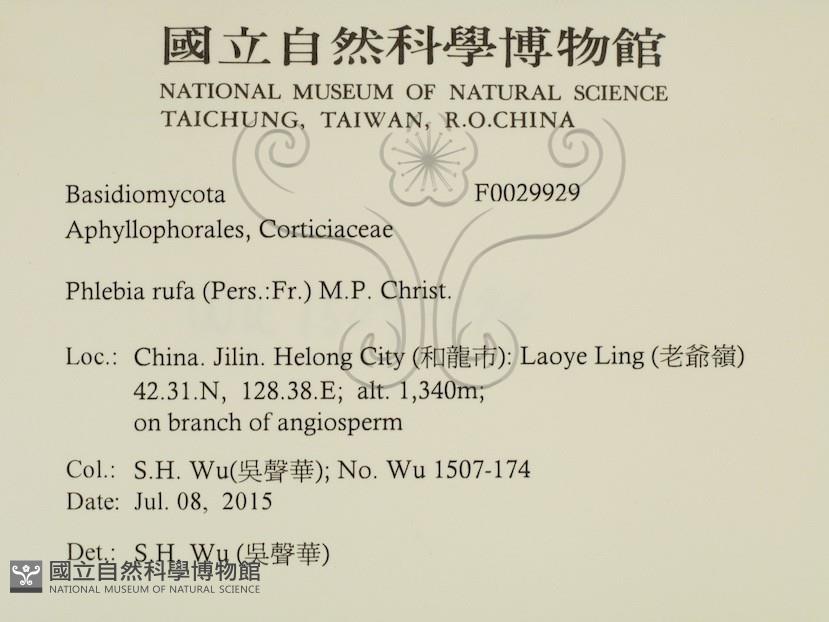 國立自然科學博物館
NATIONAL MUSEUM OF NATURAL SCIENCE
TAICHUNG, TAIWAN, R.O.CHINA
Basidiomycota F0029929
Aphyllophorales, Corticiaceae
Phlebia rufa (Pers.:Fr.) M.P. Christ.
Loc.: China. Jilin. Helong City (和龍市): Laoye Ling (老爺嶺)
42.31.N, 128.38.E; alt. 1,340m;
on branch of angiosperm
Col.: S.H. Wu(吳聲華); No. Wu 1507-174
Date: Jul. 08, 2015
Det.: S.H. Wu (吳聲華)
國立自然科學博物館
NATIONAL MUSEUM OF NATURAL SCIENCE